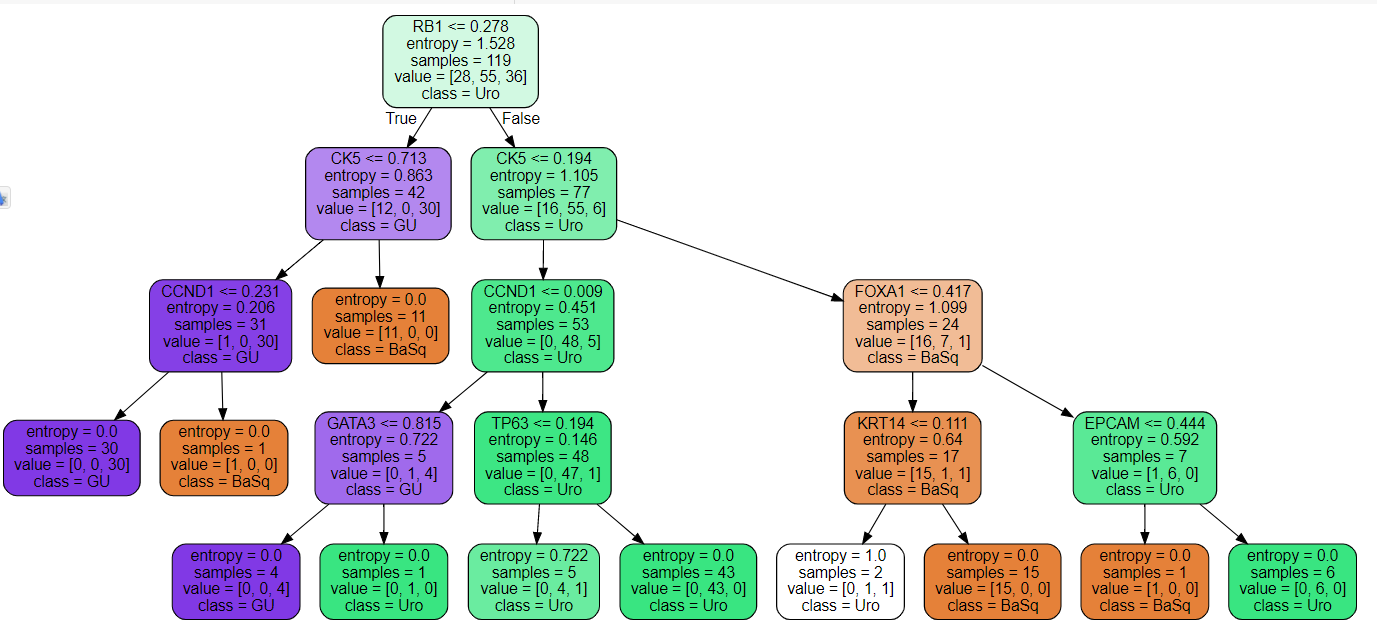 RB1 <= 0.278
entropy = 1.528
samples = 119
value = [28, 55, 36]
class = Uro
True
False
CK5 <= 0.713
entropy = 0.863
samples = 42
value = [12, 0, 30]
class = GU
CK5 <= 0.194
entropy = 1.105
samples = 77
value = [16, 55, 6]
class = Uro
CCND1 <= 0.231
entropy = 0.206
samples = 31
value = [1, 0, 30]
class = GU
entropy = 0.0
samples = 11
value = [11, 0, 0]
class = BaSq
CCND1 <= 0.009
entropy = 0.451
samples = 53
value = [0, 48, 5]
class = Uro
FOXA1 <= 0.417
entropy = 1.099
samples = 24
value = [16, 7, 1]
class = BaSq
entropy = 0.0
samples = 30
value = [0, 0, 30]
class = GU
entropy = 0.0
samples = 1
value = [1, 0, 0]
class = BaSq
GATA3 <= 0.815
entropy = 0.722
samples = 5
value = [0, 1, 4]
class = GU
TP63 <= 0.194
entropy = 0.146
samples = 48
value = [0, 47, 1]
class = Uro
KRT14 <= 0.111
entropy = 0.64
samples = 17
value = [15, 1, 1]
class = BaSq
EPCAM <= 0.444
entropy = 0.592
samples = 7
value = [1, 6, 0]
class = Uro
entropy = 0.0
samples = 4
value = [0, 0, 4]
class = GU
entropy = 0.0
samples = 1
value = [0, 1, 0]
class = Uro
entropy = 0.722
samples = 5
value = [0, 4, 1]
class = Uro
entropy = 0.0
samples = 43
value = [0, 43, 0]
class = Uro
entropy = 1.0
samples = 2
value = [0, 1, 1]
class = Uro
entropy = 0.0
samples = 15
value = [15, 0, 0]
class = BaSq
entropy = 0.0
samples = 1
value = [1, 0, 0]
class = BaSq
entropy = 0.0
samples = 6
value = [0, 6, 0]
class = Uro